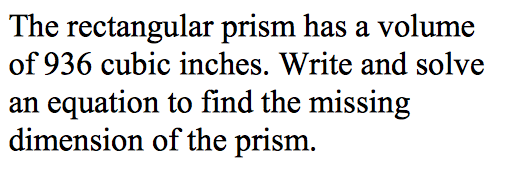 The rectangular prism has a volume
of 936 cubic inches. Write and solve
an equation to find the missing
dimension of the prism.